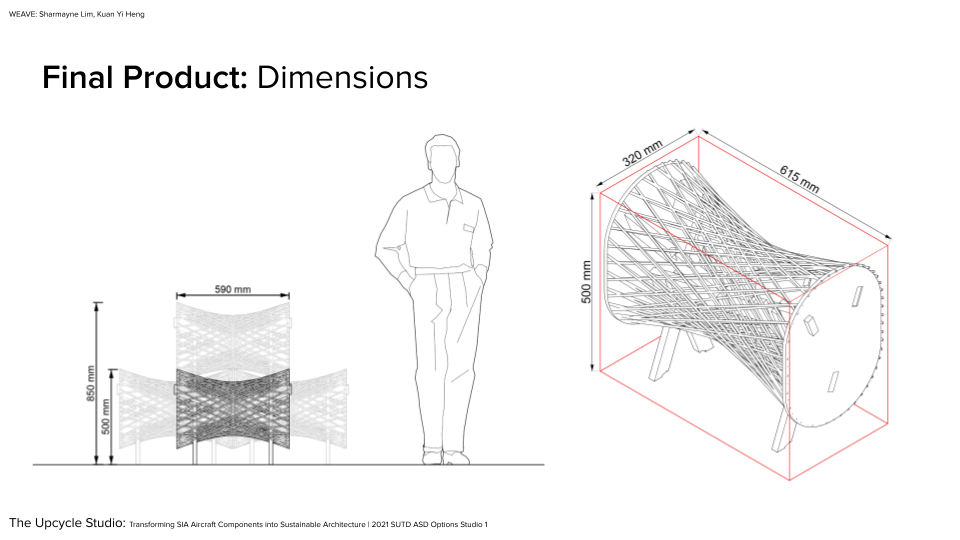 WEAVE: Sharmayne Lim, Kuan Yi Heng
Final Product: Dimensions
320 mm
615 mm
500 mm
590 mm
850 mm
500 mm
The Upcycle Studio: Transforming SIA Aircraft Components into Sustainable Architecture | 2021 SUTD ASD Options Studio 1